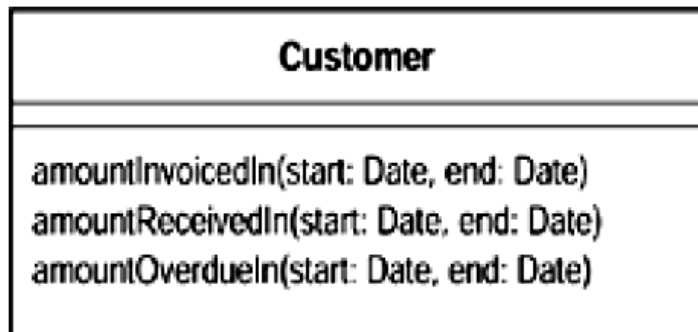 Customer
amountInvoicedIn(start: Date, end: Date)
amountReceivedIn(start: Date, end: Date)
amountOverdueIn(start: Date, end: Date)